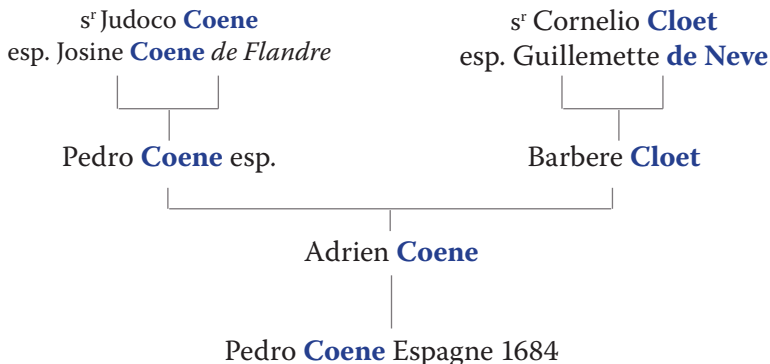 sʳ Judoco Coene
esp. Josine Coene de Flandre
sʳ Cornelio Cloet
esp. Guillemette de Neve
Pedro Coene esp.
Barbere Cloet
Adrien Coene
Pedro Coene Espagne 1684